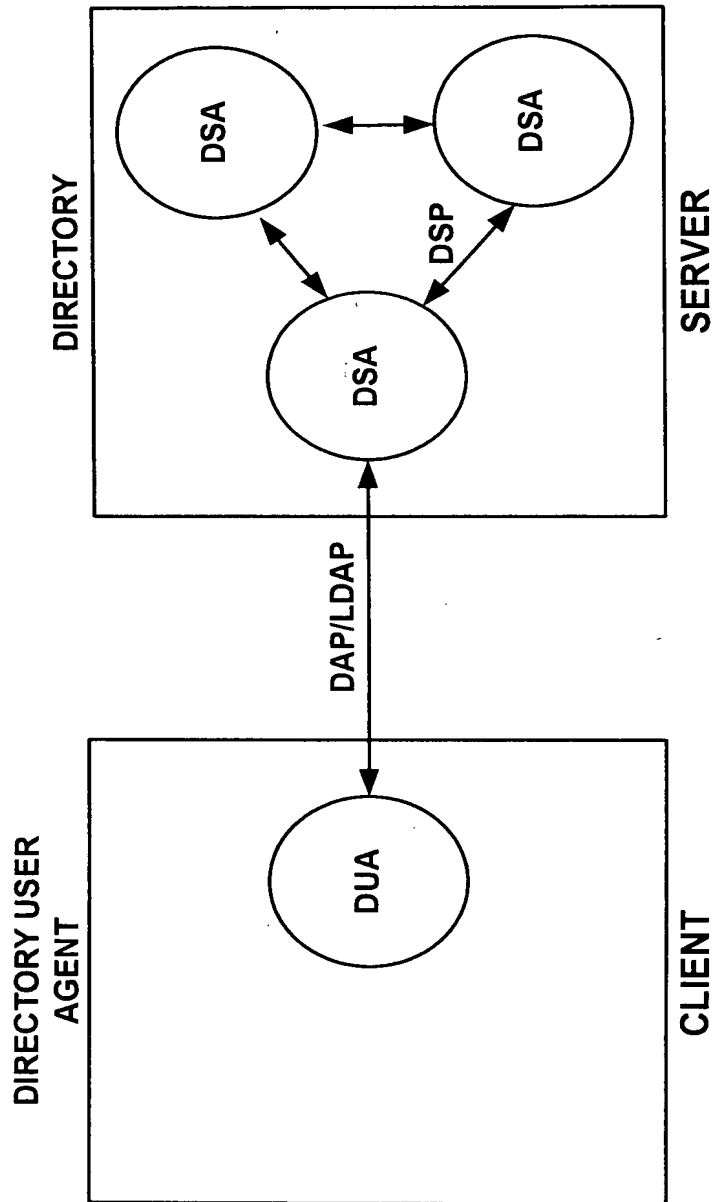 DIRECTORY USER
AGENT
DUA
CLIENT
DAP/LDAP
DIRECTORY
DSA
DSA
DSP
DSA
SERVER